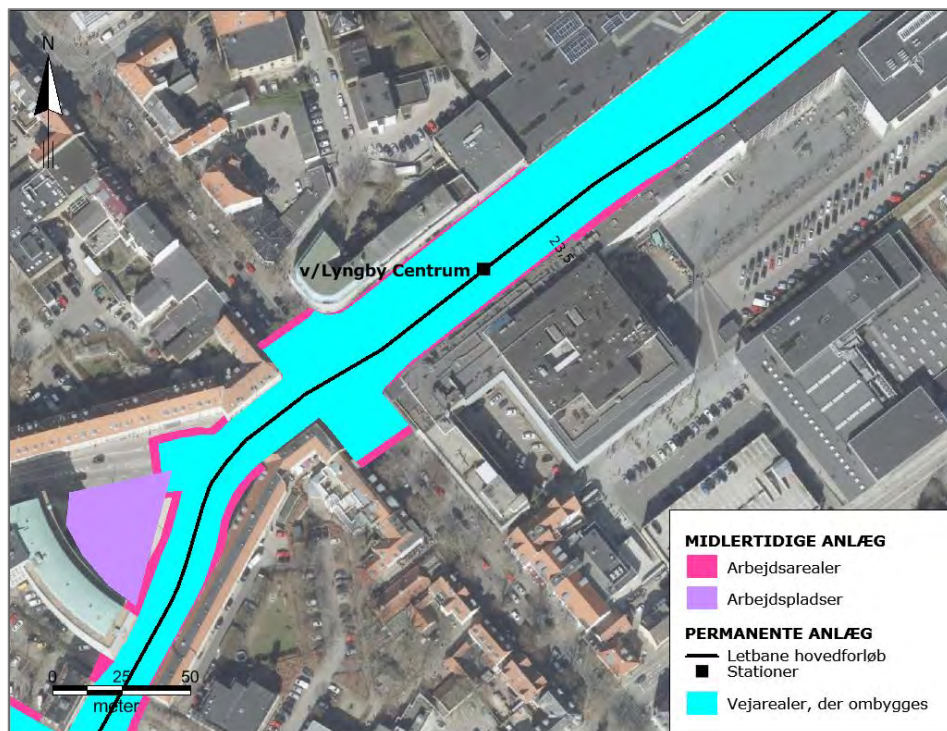 N
v/Lyngby Centrum
23,5
0 25 50
meter
MIDLERTIDIGE ANLÆG
Arbejdsarealer
Arbejdspladser
PERMANENTE ANLÆG
Letbane hovedforløb
Stationer
Vejarealer, der ombygges